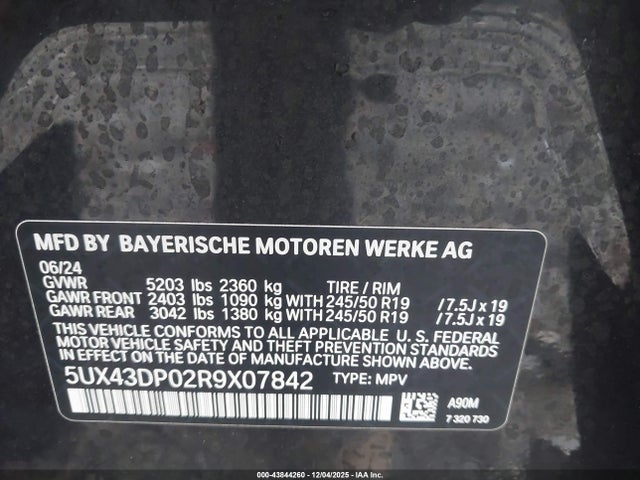 MFD BY BAYERISCHE MOTOREN WERKE AG
06/24
GVWR 5203 lbs 2360 kg TIRE / RIM
GAWR FRONT 2403 lbs 1090 kg WITH 245/50 R19 / 7.5J x 19
GAWR REAR 3042 lbs 1380 kg WITH 245/50 R19 / 7.5J x 19
THIS VEHICLE CONFORMS TO ALL APPLICABLE U. S. FEDERAL
MOTOR VEHICLE SAFETY AND THEFT PREVENTION STANDARDS
IN EFFECT ON THE DATE OF MANUFACTURE SHOWN ABOVE.
5UX43DP02R9X07842 TYPE: MPV
A90M
7 320 730
000-43844260 - 12/04/2025 - IAA Inc.